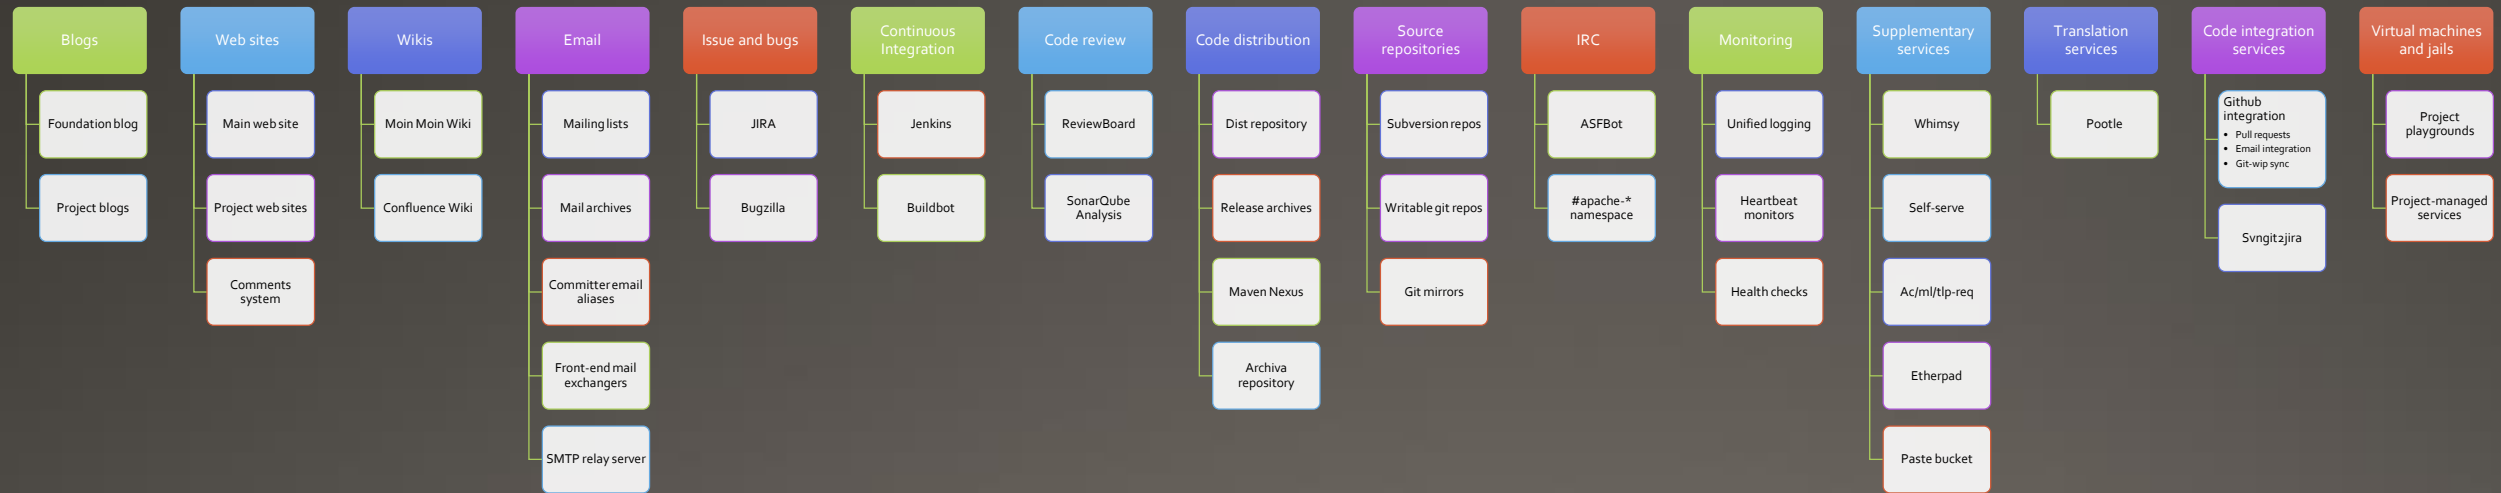 Blogs
Foundation blog
Project blogs
Web sites
Main web site
Project web sites
Comments
system
Wikis
Moin Moin Wiki
Confluence Wiki
Email
Mailing lists
Mail archives
Committer email
aliases
Front-end mail
exchangers
SMTP relay server
Issue and bugs
JIRA
Bugzilla
Continuous
Integration
Jenkins
Buildbot
Code review
ReviewBoard
SonarQube
Analysis
Code distribution
Dist repository
Release archives
Maven Nexus
Archiva
repository
Source
repositories
Subversion repos
Writable git repos
Git mirrors
IRC
ASFBot
#apache-*
namespace
Monitoring
Unified logging
Heartbeat
monitors
Health checks
Supplementary
services
Whimsy
Self-serve
Ac/ml/tlp-req
Etherpad
Paste bucket
Translation
services
Pootle
Code integration
services
Github
integration
• Pull requests
• Email integration
• Git-wip sync
Svngit2jira
Virtual machines
and jails
Project
playgrounds
Project-managed
services